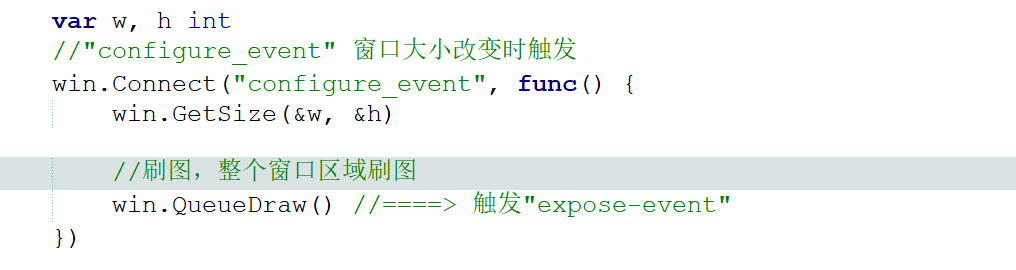 var w, h int
//"configure_event" 窗口大小改变时触发
win.Connect("configure_event", func() {
win.GetSize(&w, &h)
//刷图，整个窗口区域刷图
win.QueueDraw() //====> 触发"expose-event"
})